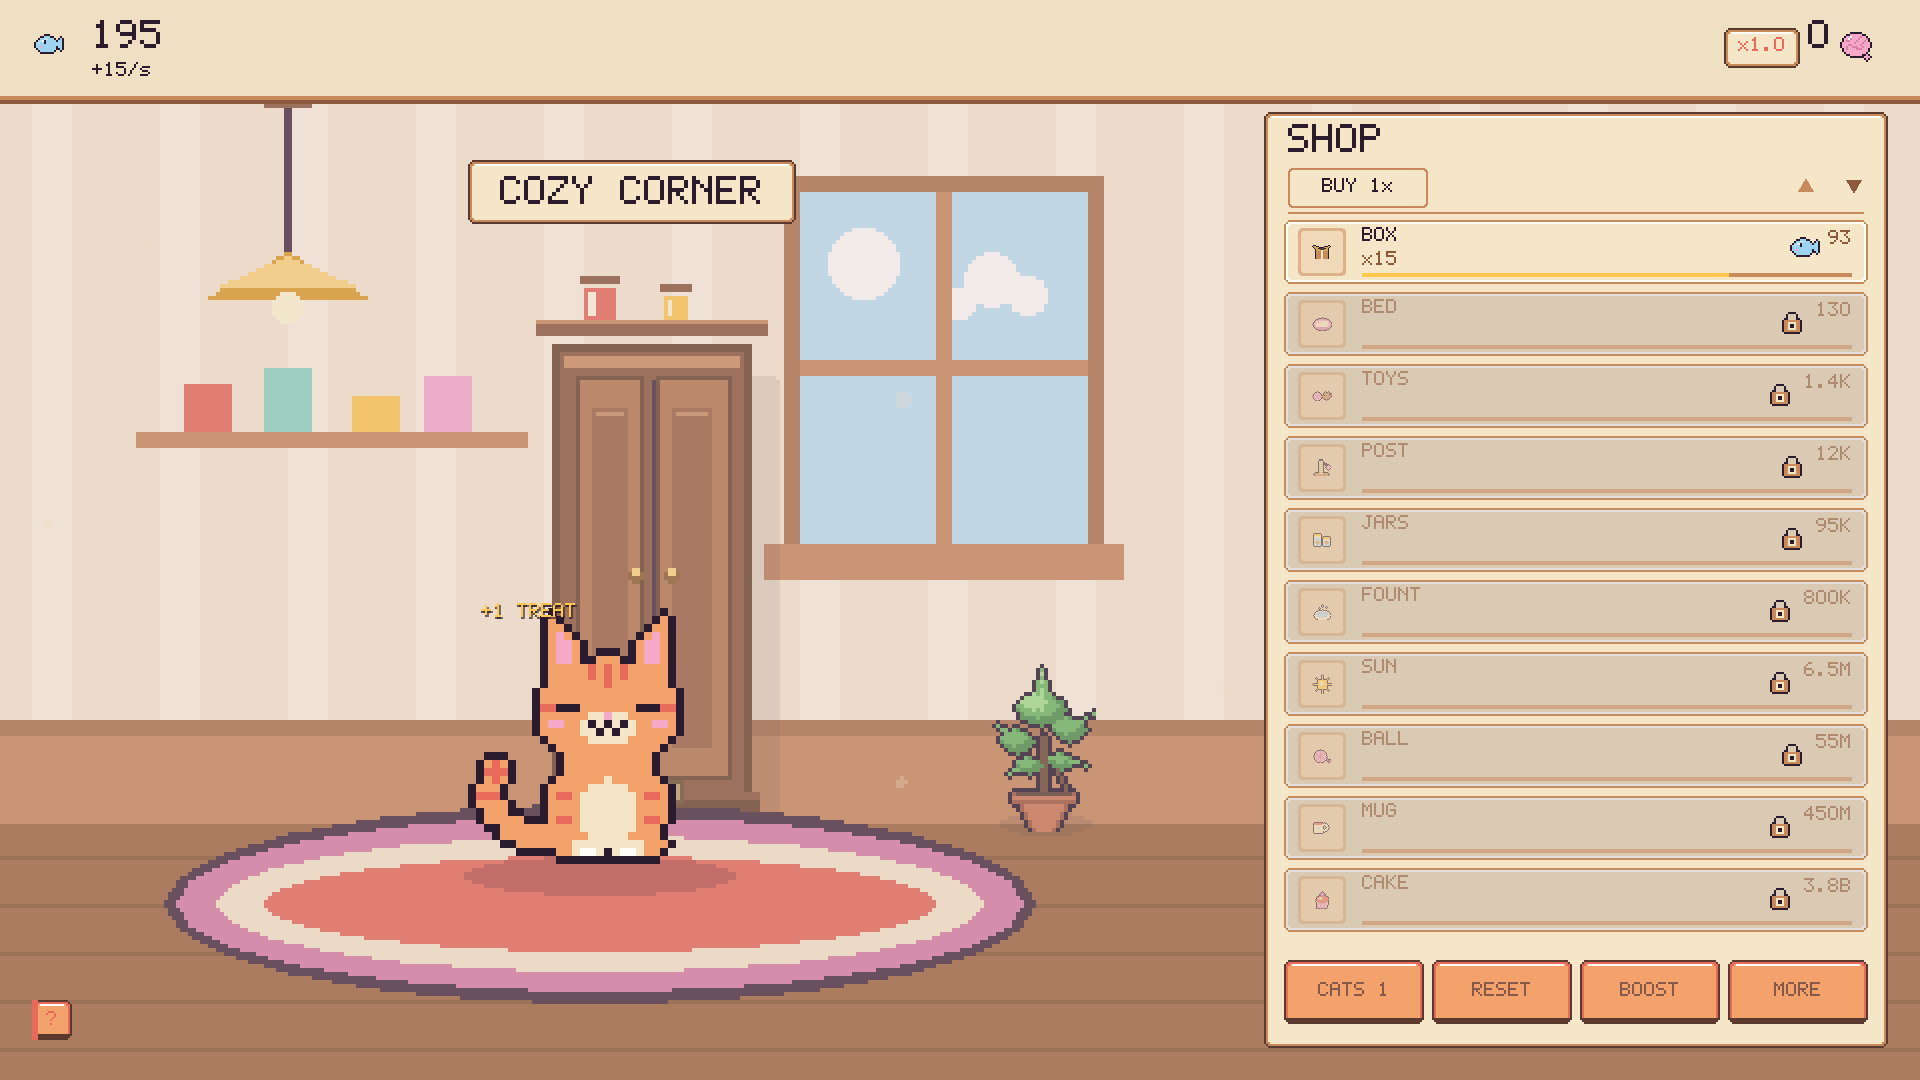 195
+15/s
x1.0
0
COZY CORNER
+1 TREAT
SHOP
BUY 1x
BOX
x15
93
BED
130
TOYS
1.4K
POST
12K
JARS
95K
FOUNT
800K
SUN
6.5M
BALL
55M
MUG
450M
CAKE
3.8B
CATS 1
RESET
BOOST
MORE
?